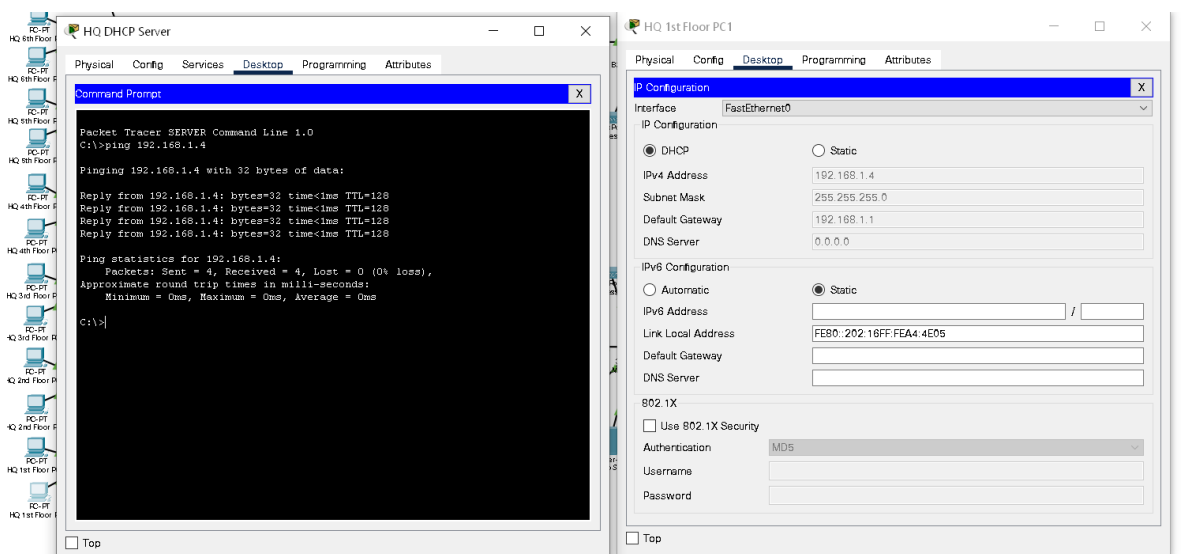 PC-PT
HQ 6th Floor
PC-PT
HQ 6th Floor
PC-PT
HQ 5th Floor
PC-PT
HQ 5th Floor
PC-PT
HQ 4th Floor
PC-PT
HQ 4th Floor
PC-PT
HQ 3rd Floor
PC-PT
HQ 3rd Floor
PC-PT
HQ 2nd Floor
PC-PT
HQ 2nd Floor
PC-PT
HQ 1st Floor
PC-PT
HQ 1st Floor
HQ DHCP Server
Physical Config Services Desktop Programming Attributes
Command Prompt X
Packet Tracer SERVER Command Line 1.0
C:\>ping 192.168.1.4
Pinging 192.168.1.4 with 32 bytes of data:
Reply from 192.168.1.4: bytes=32 time<1ms TTL=128
Reply from 192.168.1.4: bytes=32 time<1ms TTL=128
Reply from 192.168.1.4: bytes=32 time<1ms TTL=128
Reply from 192.168.1.4: bytes=32 time<1ms TTL=128
Ping statistics for 192.168.1.4:
Packets: Sent = 4, Received = 4, Lost = 0 (0% loss),
Approximate round trip times in milli-seconds:
Minimum = 0ms, Maximum = 0ms, Average = 0ms
C:\>
Top
HQ 1st Floor PC1
Physical Config Desktop Programming Attributes
IP Configuration X
Interface FastEthernet0
IP Configuration
DHCP Static
IPv4 Address 192.168.1.4
Subnet Mask 255.255.255.0
Default Gateway 192.168.1.1
DNS Server 0.0.0.0
IPv6 Configuration
Automatic Static
IPv6 Address /
Link Local Address FE80::202:16FF:FEA4:4E05
Default Gateway
DNS Server
802.1X
Use 802.1X Security
Authentication MD5
Username
Password
Top